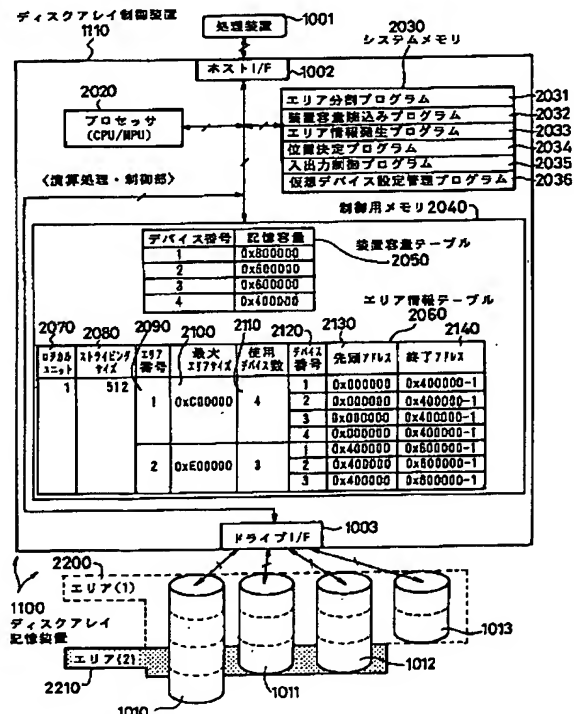 ディスクアレイ制御装置
1110
処理装置
1001
ホストI/F
1002
2020
プロセッサ
(CPU/MPU)
2030
システムメモリ
エリア分割プログラム 2031
装置容量読込みプログラム 2032
エリア情報発生プログラム 2033
位置決定プログラム 2034
入出力制御プログラム 2035
仮想デバイス設定管理プログラム 2036
〈演算処理・制御部〉
制御用メモリ 2040
デバイス番号 記憶容量
1 0x800000
2 0x600000
3 0x600000
4 0x400000
装置容量テーブル
2050
エリア情報テーブル
2060
2070 2080 2090 2100 2110 2120 2130 2140
ロジカルユニット ストライピングサイズ エリア番号 最大エリアサイズ 使用デバイス数 デバイス番号 先頭アドレス 終了アドレス
1 512 1 0xC00000 4 1 0x000000 0x400000-1
2 0x000000 0x400000-1
3 0x000000 0x400000-1
4 0x000000 0x400000-1
2 0xE00000 3 1 0x400000 0x600000-1
2 0x400000 0x600000-1
3 0x400000 0x600000-1
ドライブI/F
1003
2200
エリア(1)
1100
ディスクアレイ
記憶装置
エリア(2)
2210
1010
1011
1012
1013